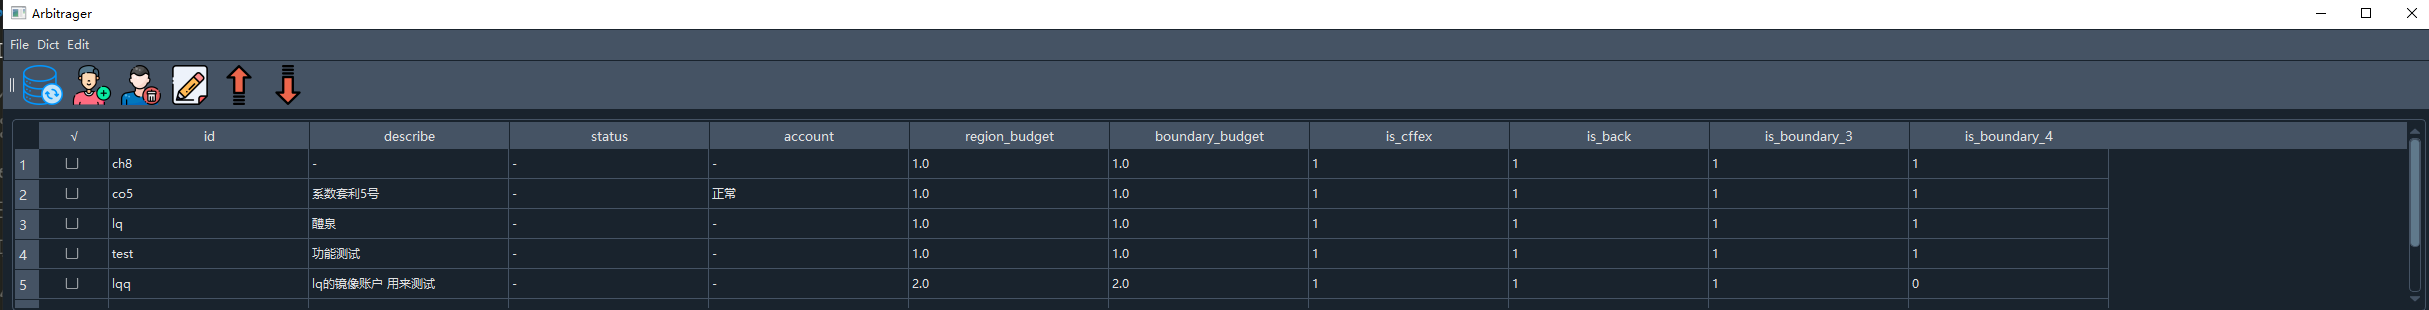 Arbitrager
File Dict Edit
√ id describe status account region_budget boundary_budget is_cffex is_back is_boundary_3 is_boundary_4
1 ch8 - - - 1.0 1.0 1 1 1 1
2 co5 系数套利5号 - 正常 1.0 1.0 1 1 1 1
3 lq 醴泉 - - 1.0 1.0 1 1 1 1
4 test 功能测试 - - 1.0 1.0 1 1 1 1
5 lqq lq的镜像账户 用来测试 - - 2.0 2.0 1 1 1 0